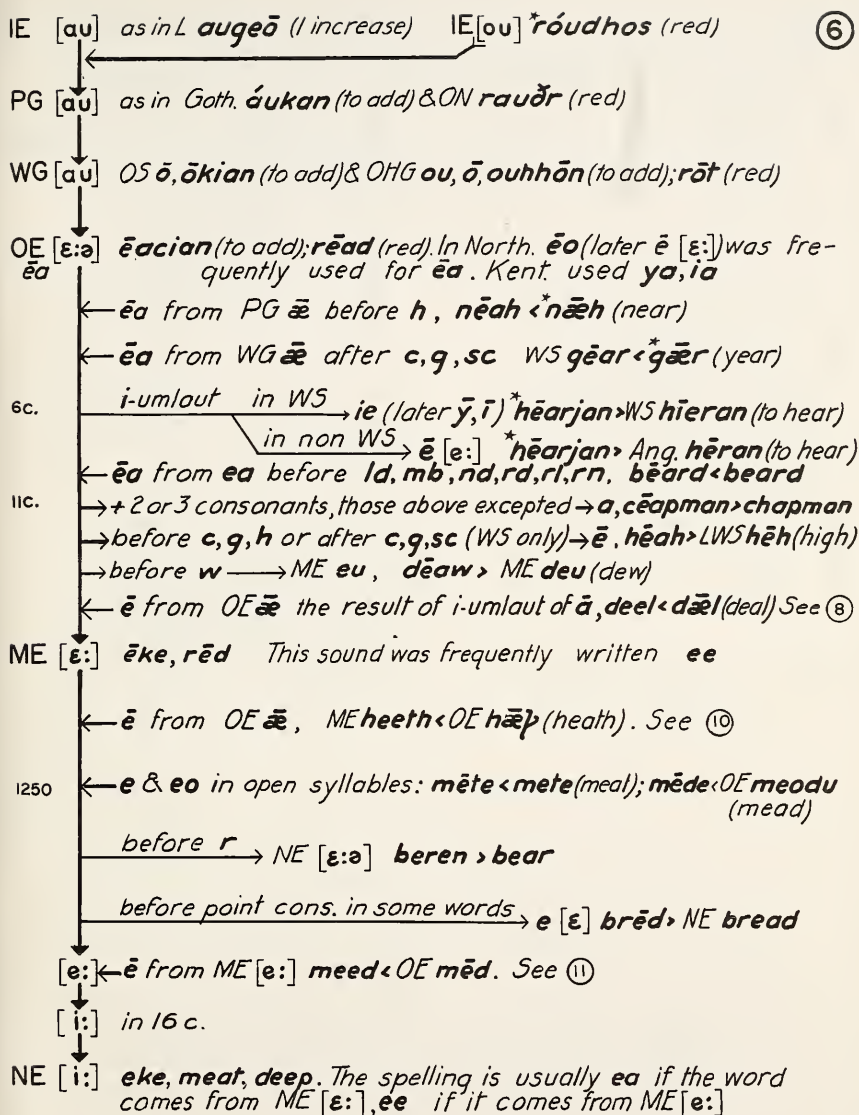 IE [aʊ] as in L augeō (I increase) IE [oʊ] *róudhos (red) ⑥
PG [aʊ] as in Goth. áukan (to add) & ON rauðr (red)
WG [aʊ] OS ō, ōkian (to add) & OHG ou, ō, ouhhōn (to add); rōt (red)
OE [ɛ:ə] ēacian (to add); rēad (red). In North. ēo (later ē [ɛ:]) was fre-
ēa quently used for ēa. Kent. used ya, ia
ēa from PG ǣ before h, nēah < *nǣh (near)
ēa from WG ǣ after c, g, sc WS gēar < *gǣr (year)
6c. i-umlaut in WS → ie (later ȳ, ī) *hēarjan > WS hīeran (to hear)
in non WS → ē [e:] *hēarjan > Ang. hēran (to hear)
ēa from ea before ld, mb, nd, rd, rl, rn, bēard < beard
11c. → + 2 or 3 consonants, those above excepted → a, cēapman > chapman
→ before c, g, h or after c, g, sc (WS only) → ē, hēah > LWS hēh (high)
→ before w → ME eu, dēaw > ME deu (dew)
← ē from OE ǣ the result of i-umlaut of ā, deel < dǣl (deal) See ⑧
ME [ɛ:] ēke, rēd This sound was frequently written ee
← ē from OE ǣ, ME heeth < OE hǣþ (heath). See ⑩
1250 ← e & eo in open syllables: mēte < mete (meat); mēde < OE meodu
(mead)
before r → NE [ɛ:ə] beren > bear
before point cons. in some words → e [ɛ] brēd > NE bread
[e:] ← ē from ME [e:] meed < OE mēd. See ⑪
[i:] in 16 c.
NE [i:] eke, meat, deep. The spelling is usually ea if the word
comes from ME [ɛ:], ee if it comes from ME [e:]